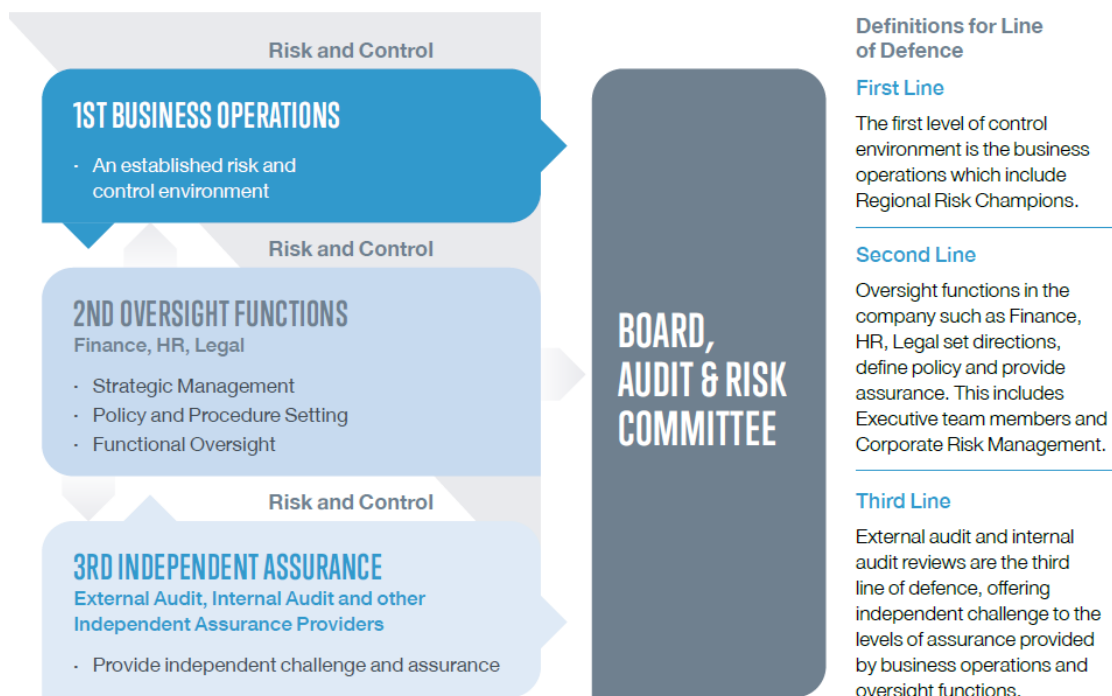 Risk and Control
1ST BUSINESS OPERATIONS
· An established risk and
control environment
Risk and Control
2ND OVERSIGHT FUNCTIONS
Finance, HR, Legal
· Strategic Management
· Policy and Procedure Setting
· Functional Oversight
Risk and Control
3RD INDEPENDENT ASSURANCE
External Audit, Internal Audit and other
Independent Assurance Providers
· Provide independent challenge and assurance
BOARD,
AUDIT & RISK
COMMITTEE
Definitions for Line
of Defence
First Line
The first level of control
environment is the business
operations which include
Regional Risk Champions.
Second Line
Oversight functions in the
company such as Finance,
HR, Legal set directions,
define policy and provide
assurance. This includes
Executive team members and
Corporate Risk Management.
Third Line
External audit and internal
audit reviews are the third
line of defence, offering
independent challenge to the
levels of assurance provided
by business operations and
oversight functions.